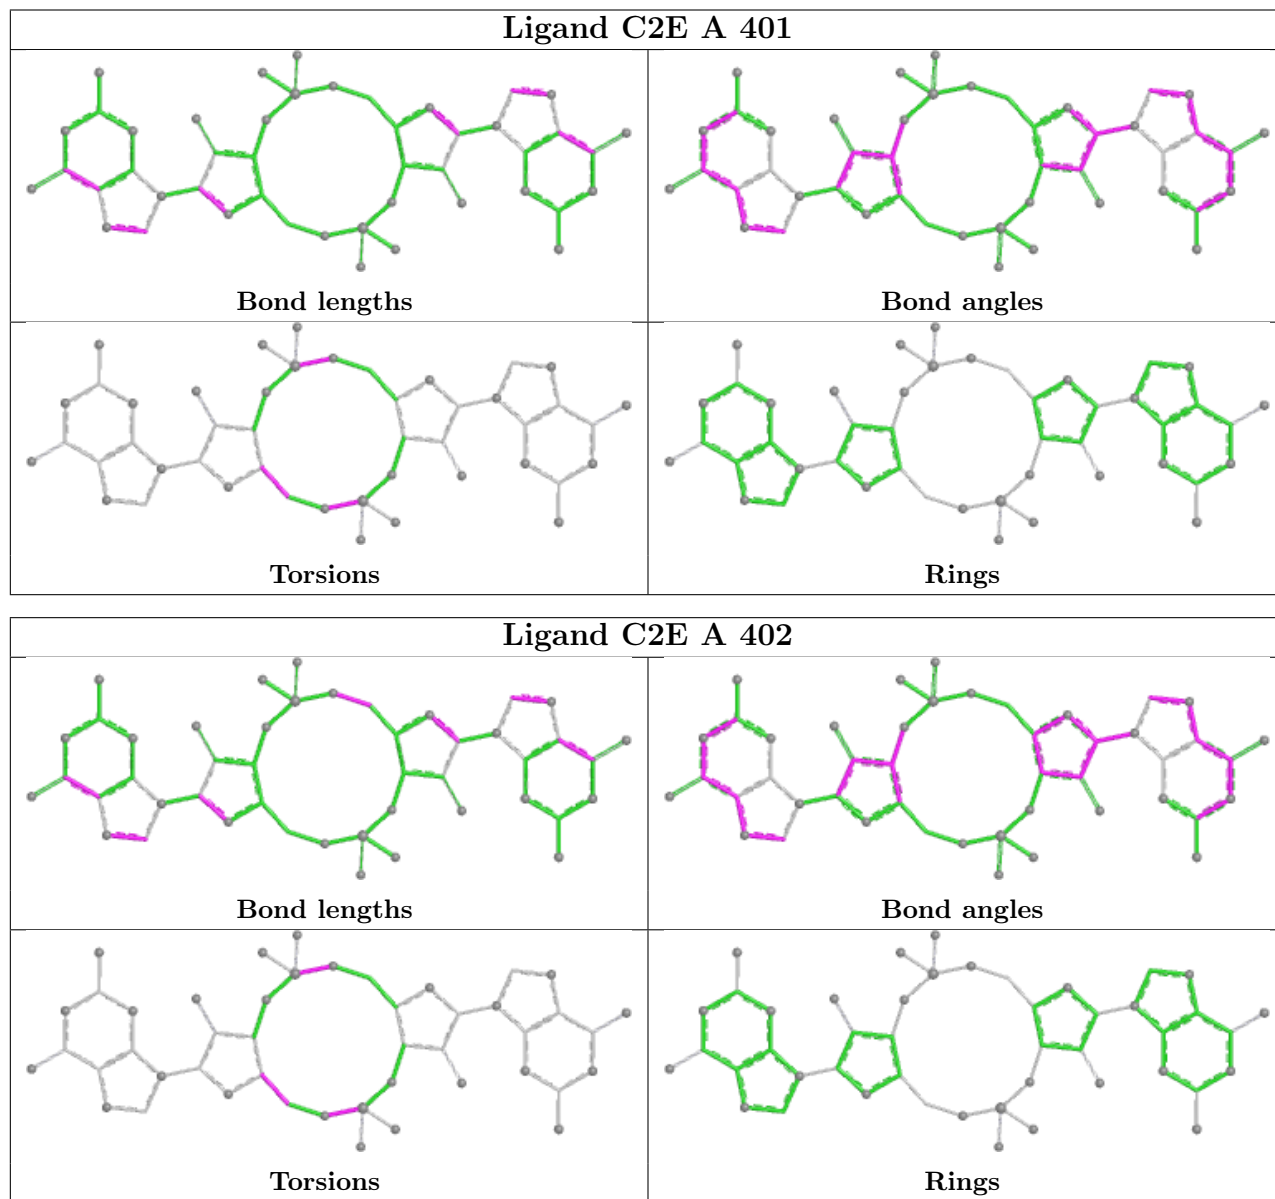 Ligand C2E A 401
Bond lengths
Bond angles
Torsions
Rings
Ligand C2E A 402
Bond lengths
Bond angles
Torsions
Rings